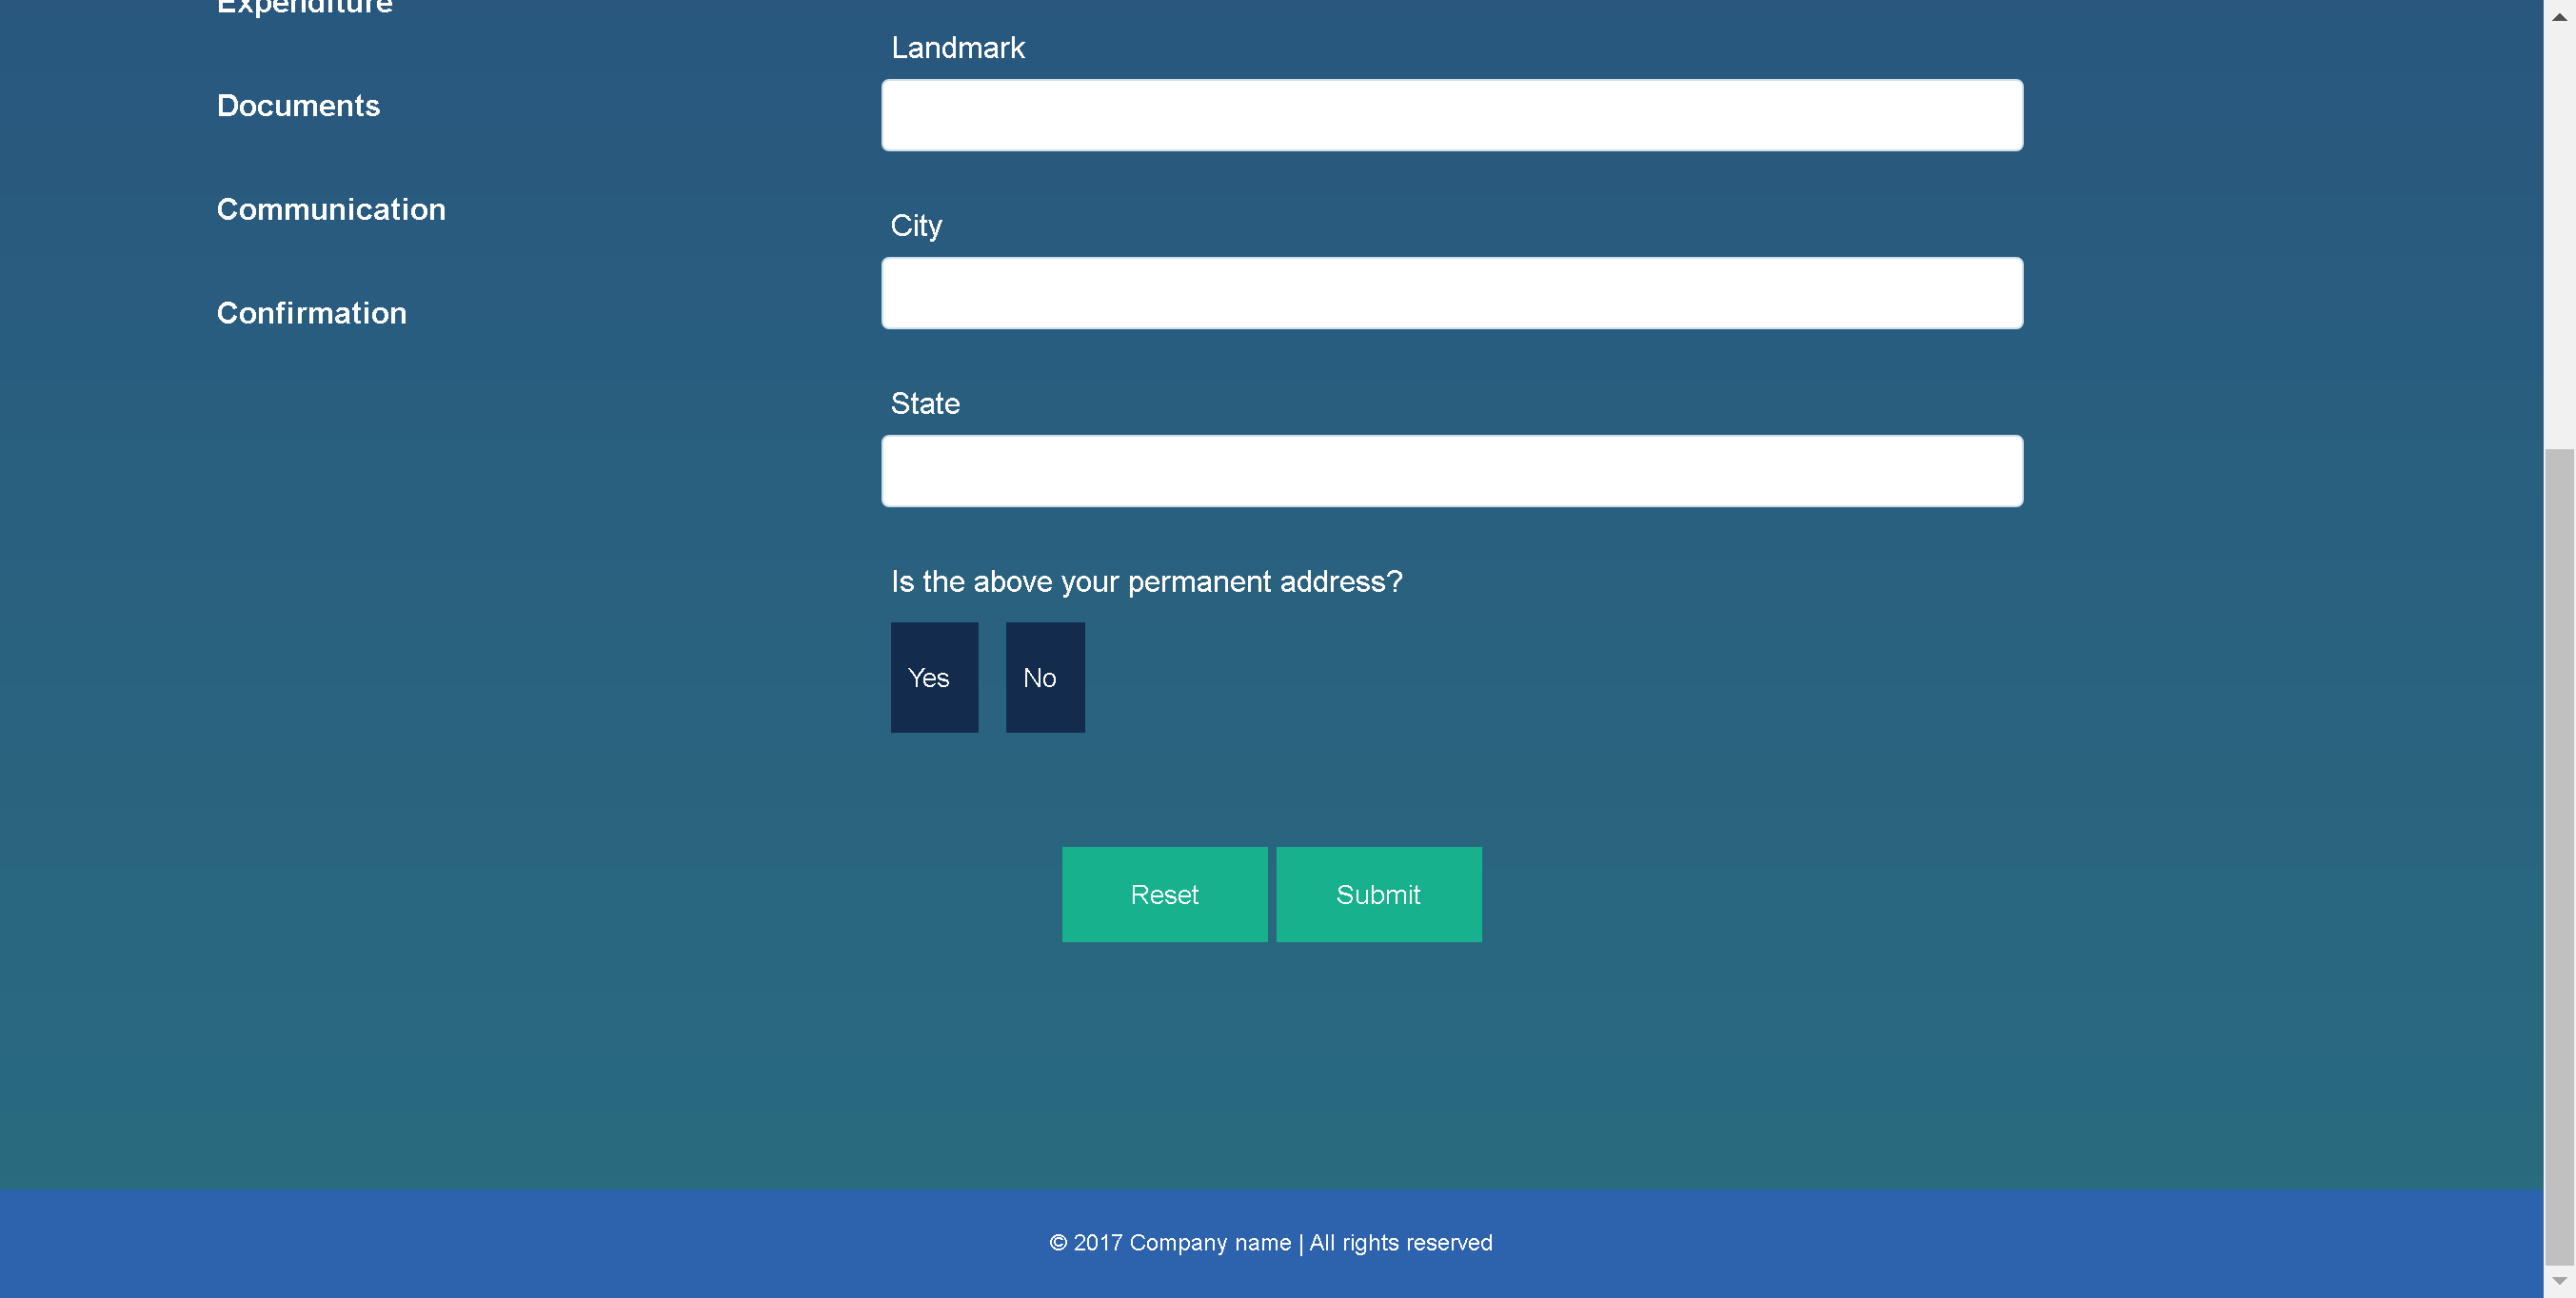 Expenditure
Documents
Communication
Confirmation
Landmark
City
State
Is the above your permanent address?
Yes
No
Reset
Submit
© 2017 Company name | All rights reserved